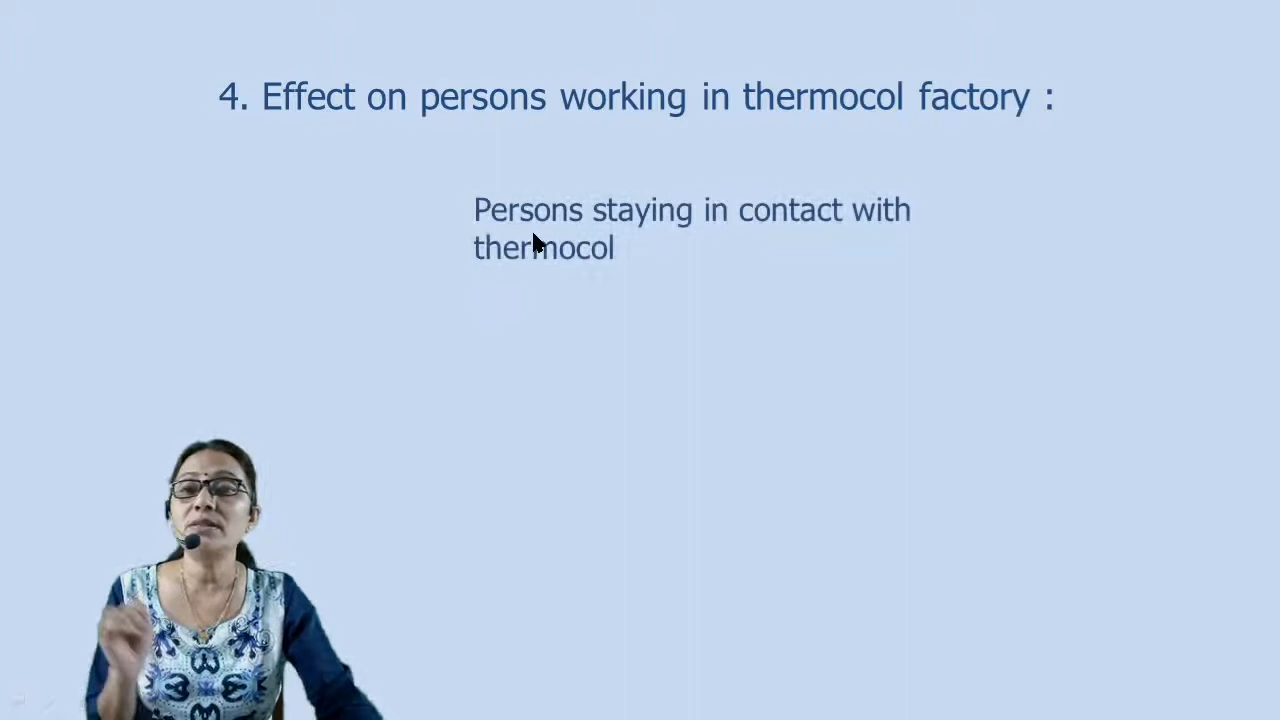 4. Effect on persons working in thermocol factory :
Persons staying in contact with
thermocol